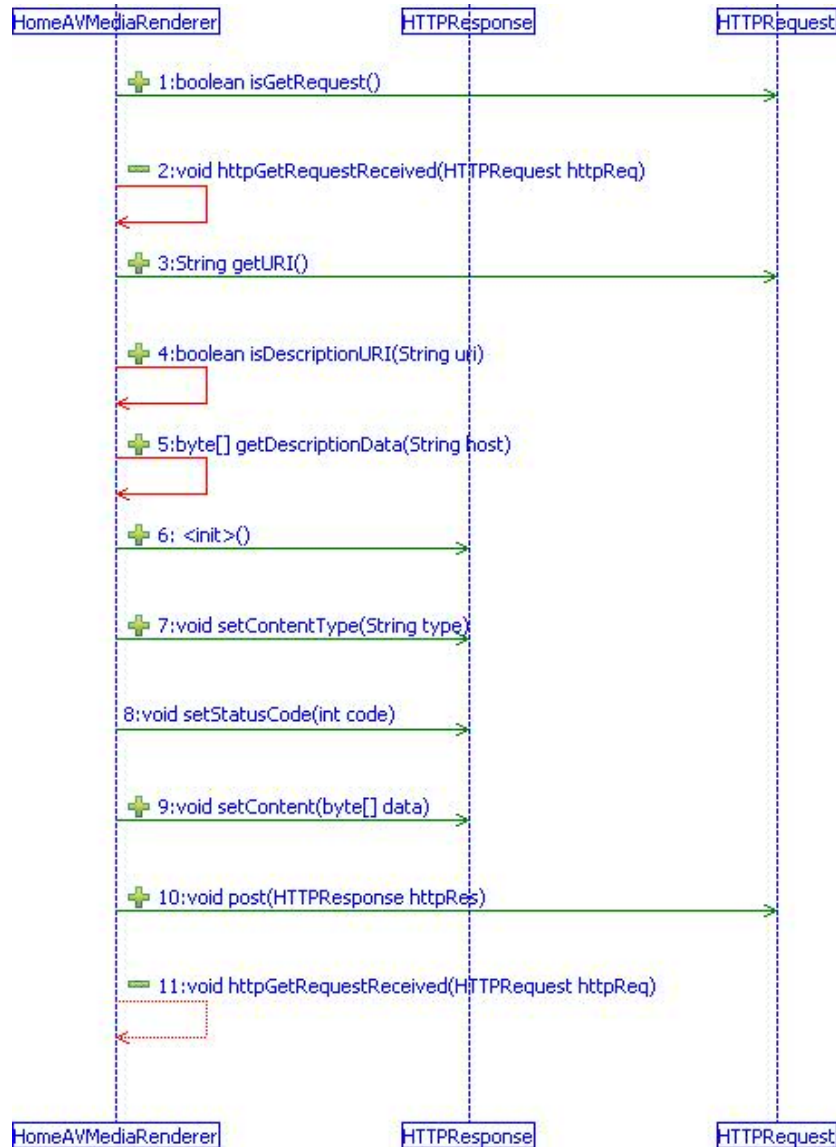 HomeAVMediaRenderer HTTPResponse HTTPRequest
1:boolean isGetRequest()
2:void httpGetRequestReceived(HTTPRequest httpReq)
3:String getURI()
4:boolean isDescriptionURI(String uri)
5:byte[] getDescriptionData(String host)
6: <init>()
7:void setContentType(String type)
8:void setStatusCode(int code)
9:void setContent(byte[] data)
10:void post(HTTPResponse httpRes)
11:void httpGetRequestReceived(HTTPRequest httpReq)
HomeAVMediaRenderer HTTPResponse HTTPRequest